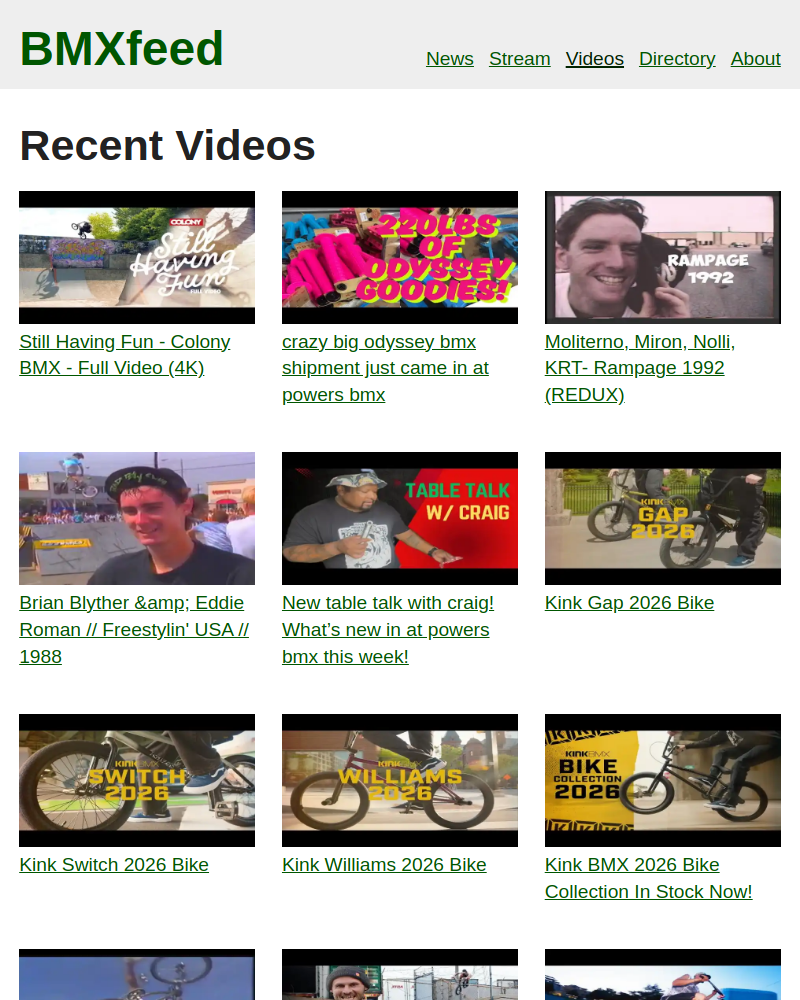 BMXfeed
News Stream Videos Directory About
Recent Videos
COLONY
Still
Having
Fun
FULL VIDEO
220LBS
OF
ODYSSEY
GOODIES!
RAMPAGE
1992
Still Having Fun - Colony
BMX - Full Video (4K)
crazy big odyssey bmx
shipment just came in at
powers bmx
Moliterno, Miron, Nolli,
KRT- Rampage 1992
(REDUX)
TABLE TALK
W/ CRAIG
KINKBMX
GAP
2026
Brian Blyther &amp; Eddie
Roman // Freestylin' USA //
1988
New table talk with craig!
What’s new in at powers
bmx this week!
Kink Gap 2026 Bike
KINKBMX
SWITCH
2026
KINKBMX
WILLIAMS
2026
KINKBMX
BIKE
COLLECTION
2026
Kink Switch 2026 Bike
Kink Williams 2026 Bike
Kink BMX 2026 Bike
Collection In Stock Now!